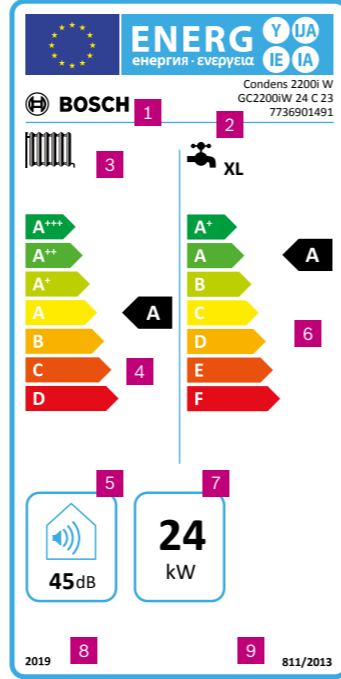 ENERG Y IJA
енергия · ενεργεια IE IA
Condens 2200i W
GC2200iW 24 C 23
7736901491
BOSCH 1
2
3
XL
A+++ A+
A++ A A
A+ B
A A C
B D 6
C 4 E
D F
5 7
24
kW
45dB
8 9
2019 811/2013